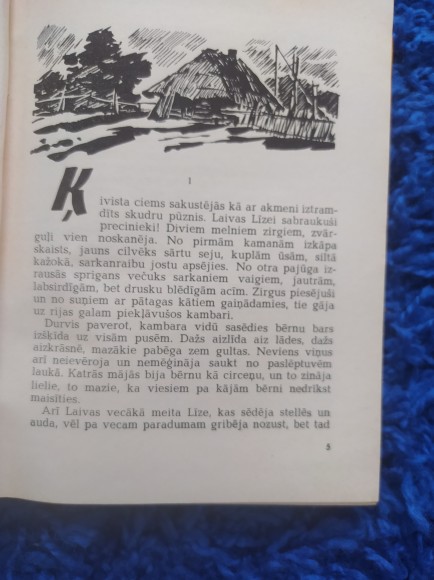 1
Ķivista ciems sakustējās kā ar akmeni iztram-
dīts skudru pūznis. Laivas Līzei sabraukuši
precinieki! Diviem melniem zirgiem, zvār-
guļi vien noskanēja. No pirmām kamanām izkāpa
skaists, jauns cilvēks sārtu seju, kuplām ūsām, siltā
kažokā, sarkanraibu jostu apsējies. No otra pajūga iz-
rausās sprigans večuks sarkaniem vaigiem, jautrām,
labsirdīgām, bet drusku blēdīgām acīm. Zirgus piesējuši
un no suņiem ar pātagas kātiem gaiņādamies, tie gāja
uz rijas galam piekļāvušos kambari.
Durvis paverot, kambara vidū sasēdies bērnu bars
izšķīda uz visām pusēm. Dažs aizlīda aiz lādes, dažs
aizkrāsnē, mazākie pabēga zem gultas. Neviens viņus
arī neievēroja un nemēģināja saukt no paslēptuvēm
laukā. Katrās mājās bija bērnu kā circeņu, un to zināja
lielie, to mazie, ka viesiem pa kājām bērni nedrīkst
maisīties.
Arī Laivas vecākā meita Līze, kas sēdēja stellēs un
auda, vēl pa vecam paradumam gribēja nozust, bet tad
5